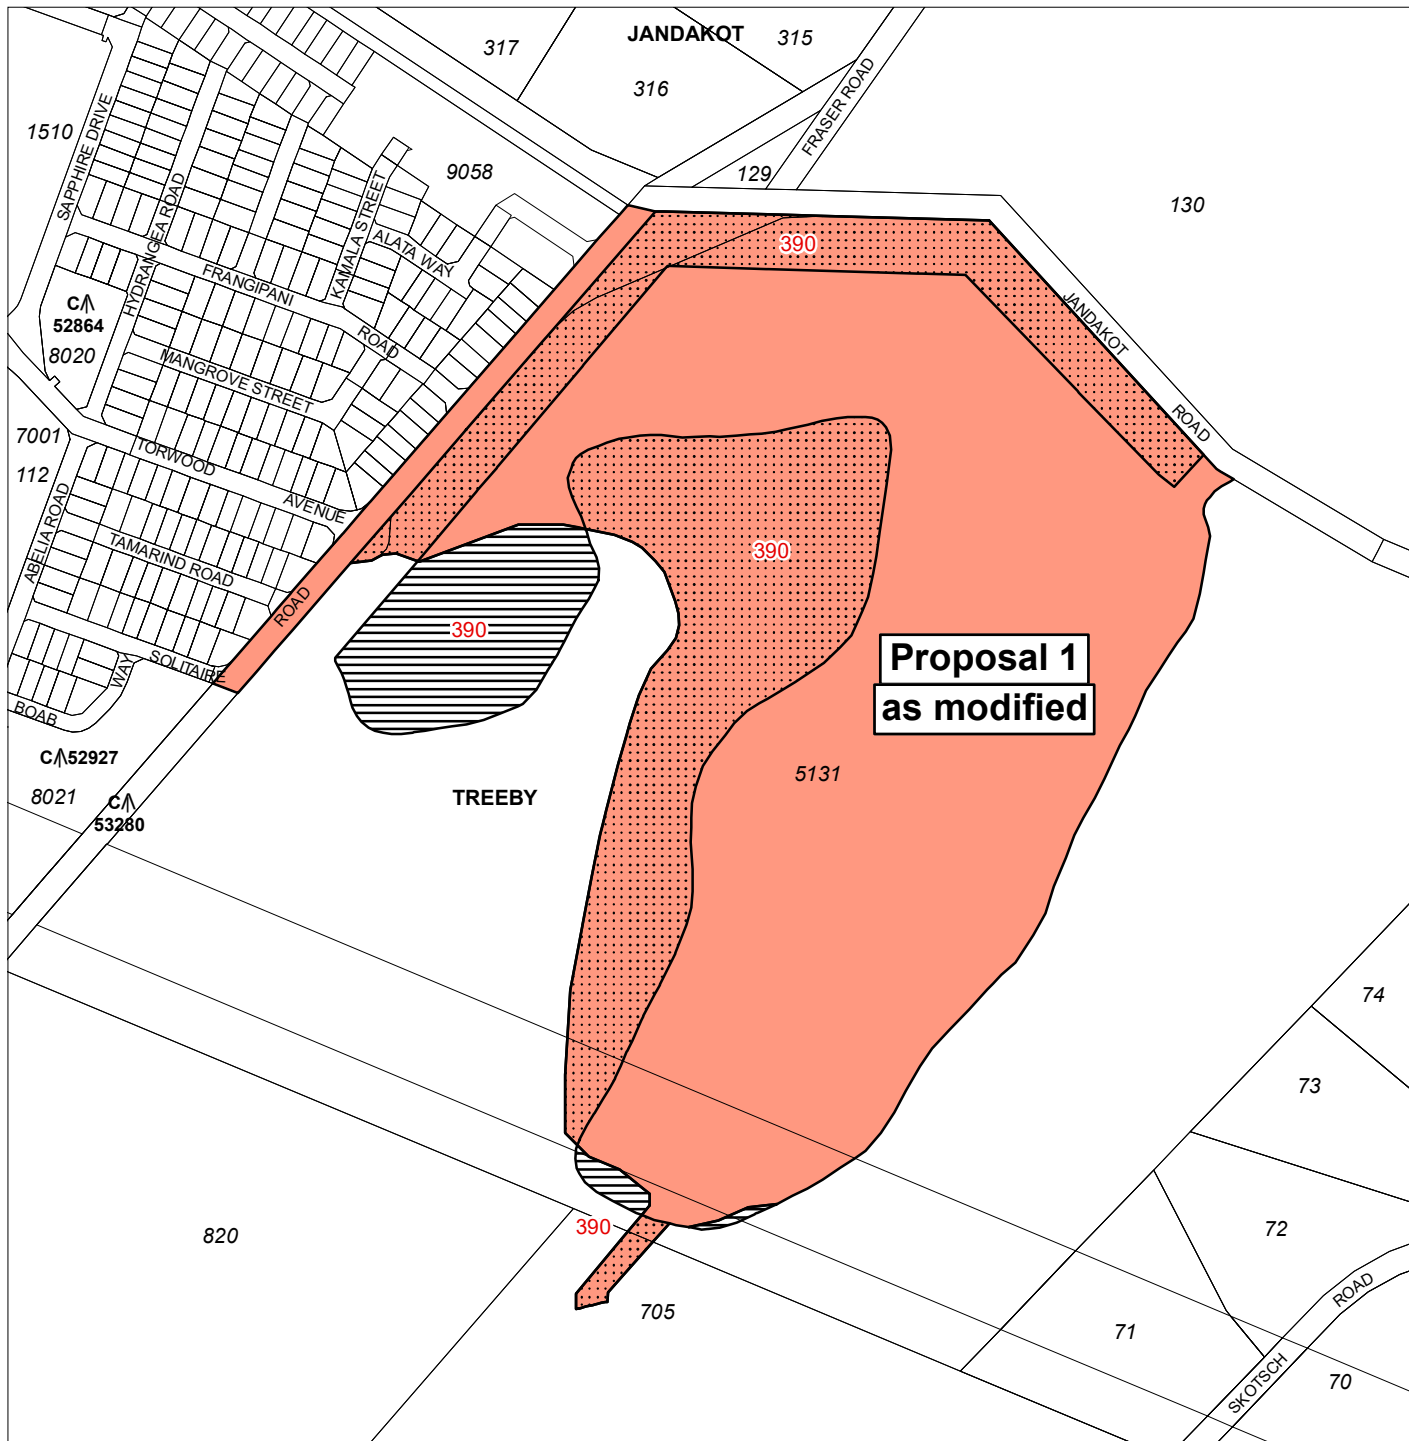 JANDAKOT
317
315
316
FRASER ROAD
1510
SAPPHIRE DRIVE
9058
129
130
HYDRANGEA ROAD
KAMALA STREET
ALATA WAY
390
FRANGIPANI
ROAD
JANDAKOT
ROAD
C
52864
8020
MANGROVE STREET
7001
112
TORWOOD
AVENUE
ABELIA ROAD
TAMARIND ROAD
390
ROAD
390
SOLITAIRE
WAY
BOAB
Proposal 1
as modified
C 52927
8021
C
53280
TREEBY
5131
74
73
72
820
390
705
71
ROAD
SKOTSCH
70